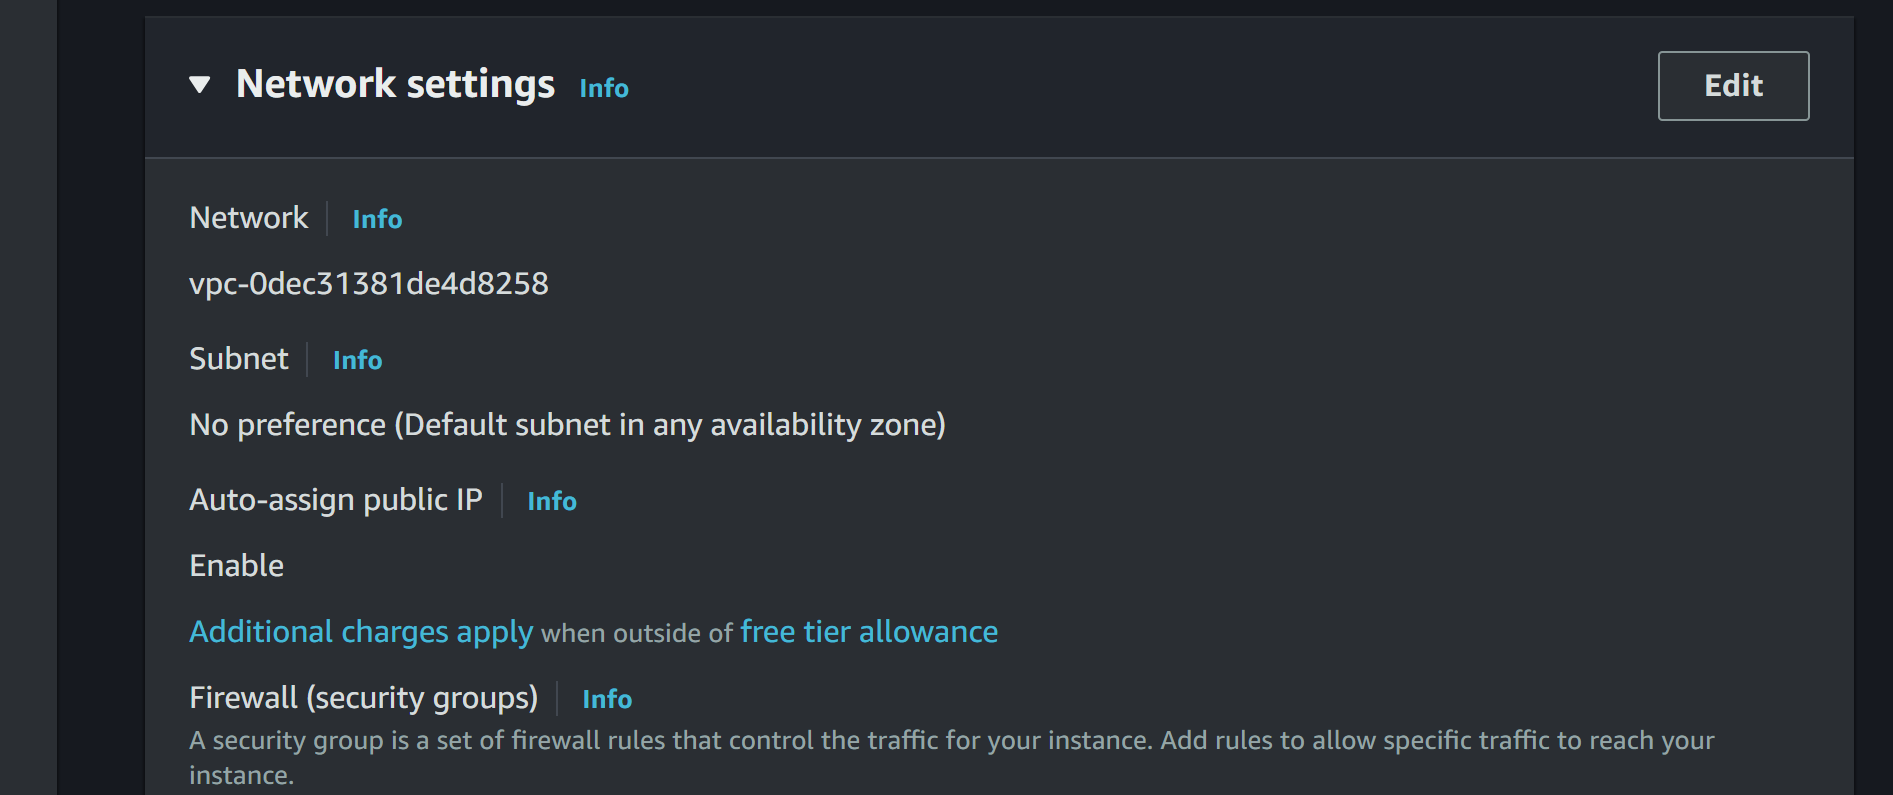 Network settings Info
Edit
Network Info
vpc-0dec31381de4d8258
Subnet Info
No preference (Default subnet in any availability zone)
Auto-assign public IP Info
Enable
Additional charges apply when outside of free tier allowance
Firewall (security groups) Info
A security group is a set of firewall rules that control the traffic for your instance. Add rules to allow specific traffic to reach your
instance.